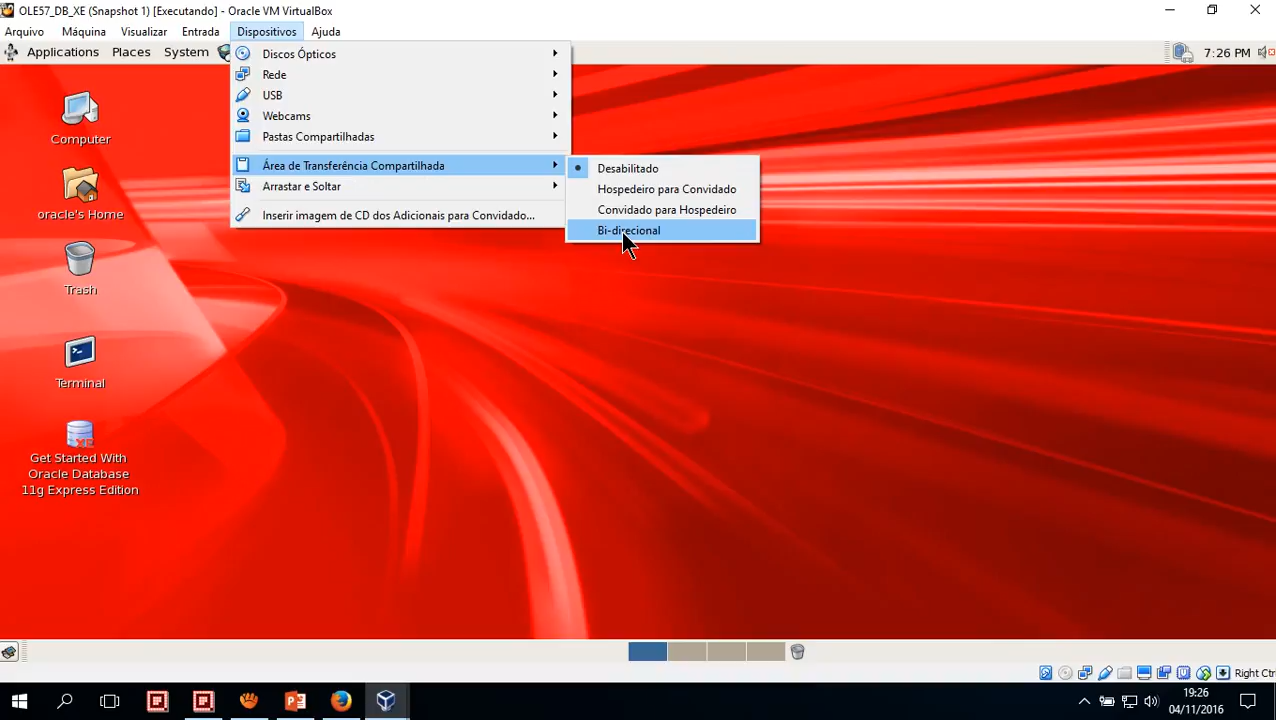 OLE57_DB_XE (Snapshot 1) [Executando] - Oracle VM VirtualBox
Arquivo Máquina Visualizar Entrada Dispositivos Ajuda
Applications Places System 7:26 PM
Discos Ópticos
Rede
USB
Webcams
Pastas Compartilhadas
Área de Transferência Compartilhada
Arrastar e Soltar
Inserir imagem de CD dos Adicionais para Convidado...
Desabilitado
Hospedeiro para Convidado
Convidado para Hospedeiro
Bi-direcional
Computer
oracle's Home
Trash
Terminal
Get Started With
Oracle Database
11g Express Edition
Right Ctrl
19:26
04/11/2016